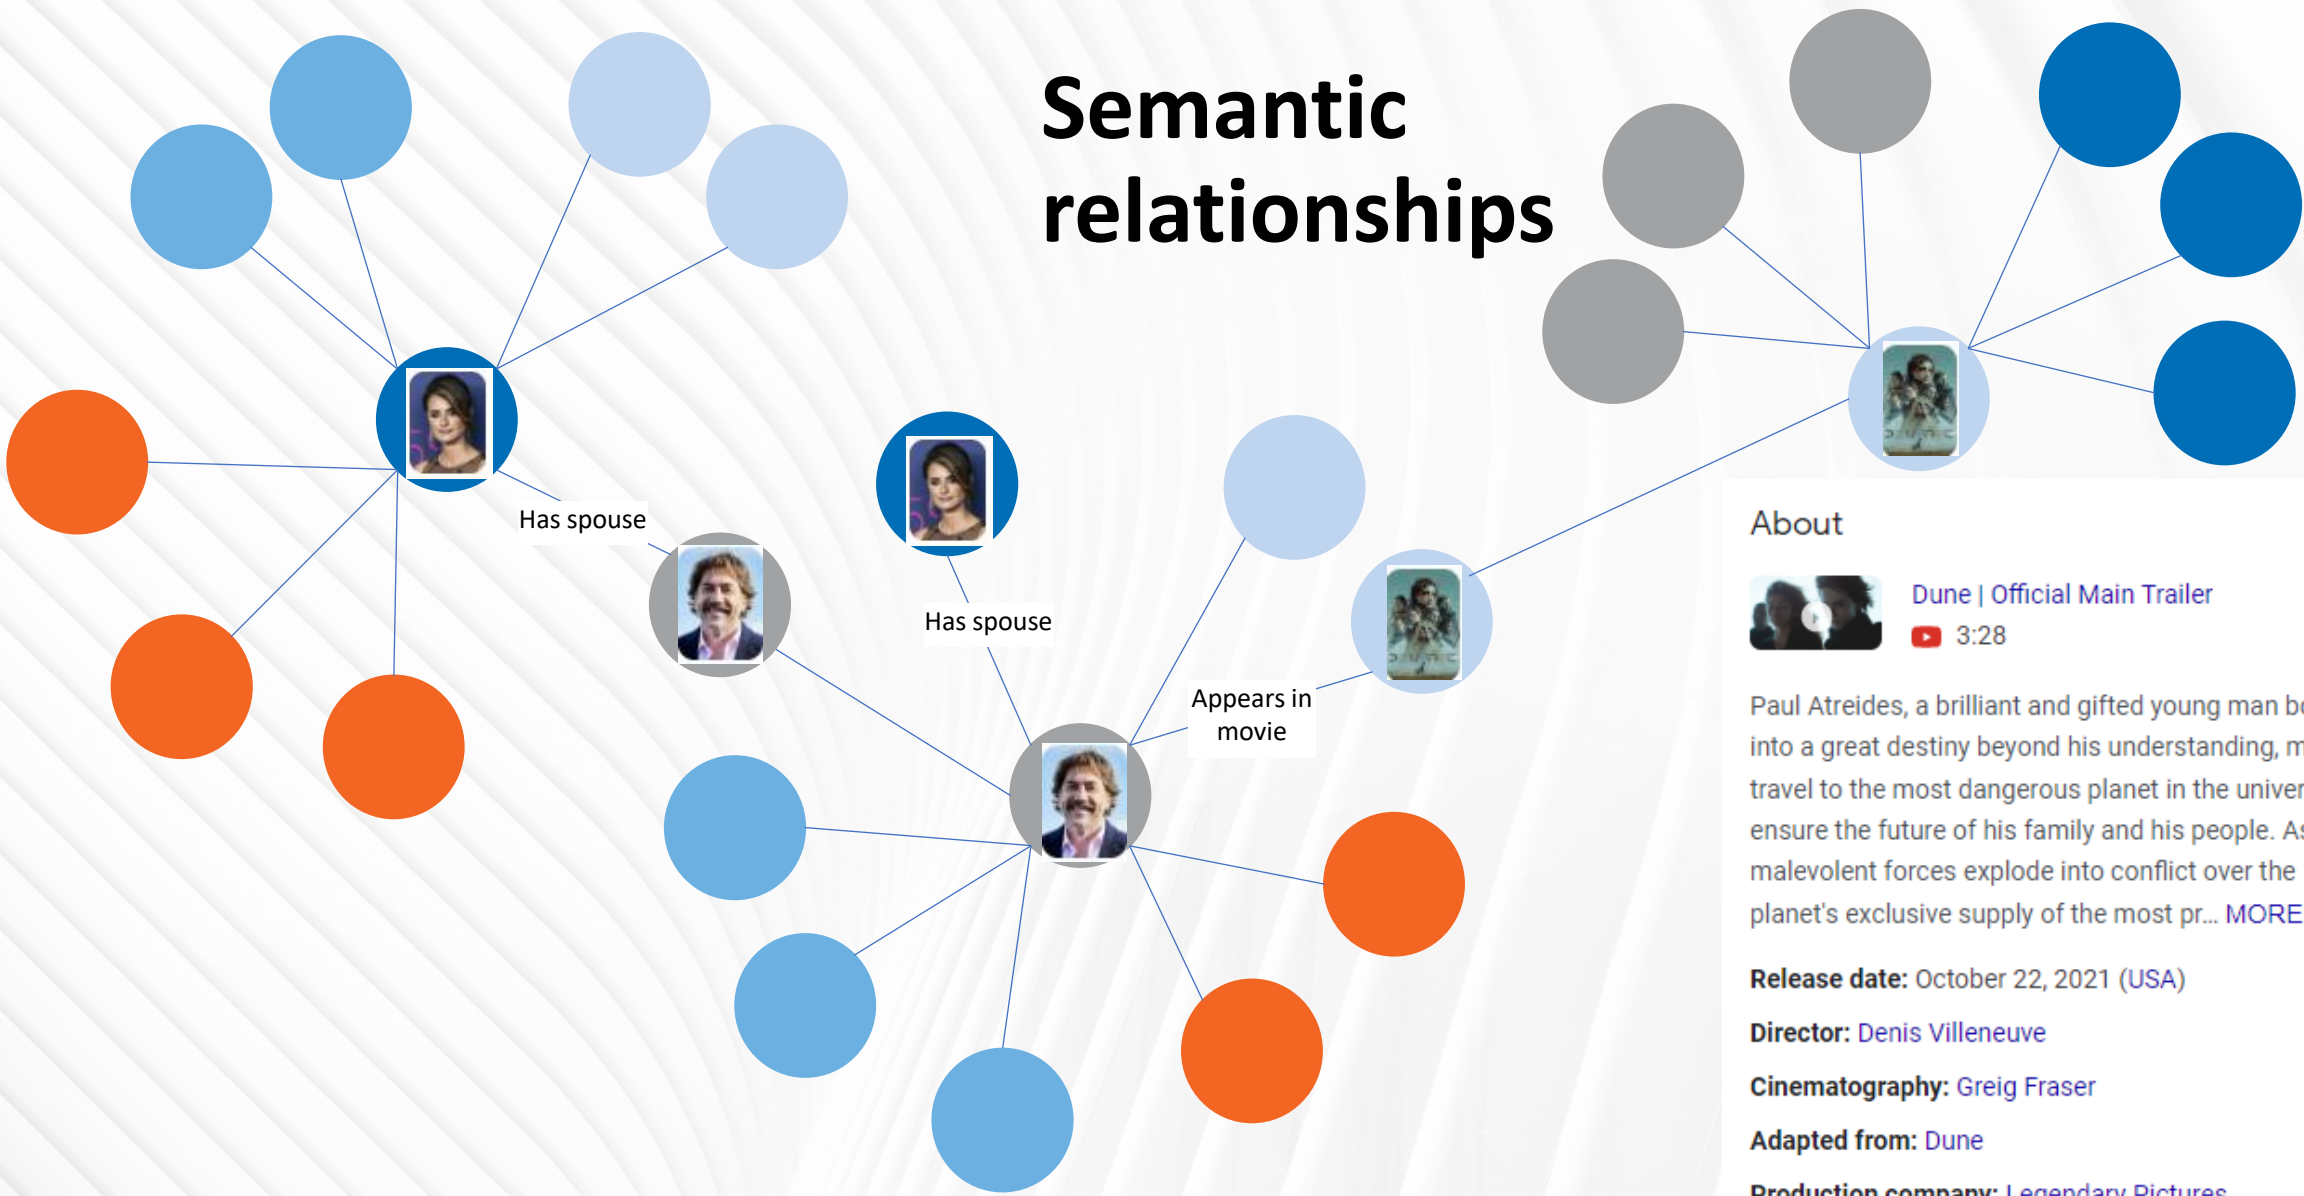 Semantic
relationships
Has spouse
Has spouse
Appears in
movie
About
Dune | Official Main Trailer
3:28
Paul Atreides, a brilliant and gifted young man
into a great destiny beyond his understanding,
travel to the most dangerous planet in the
ensure the future of his family and his people.
malevolent forces explode into conflict over the
planet's exclusive supply of the most pr... MORE
Release date: October 22, 2021 (USA)
Director: Denis Villeneuve
Cinematography: Greig Fraser
Adapted from: Dune
Production company: Legendary Pictures